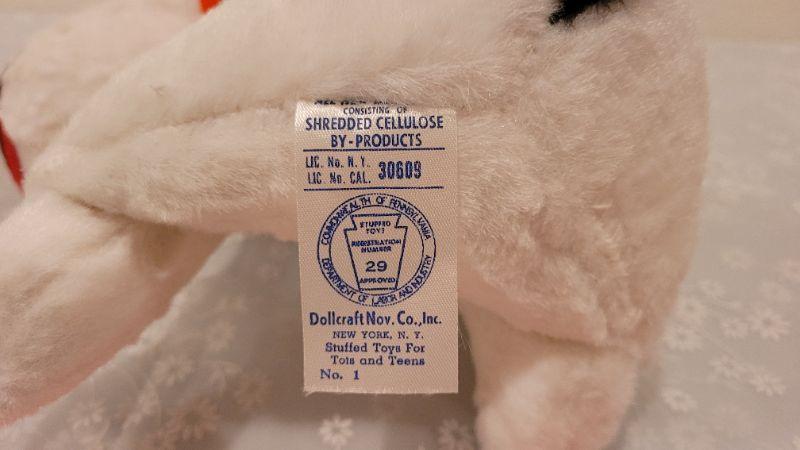 CONSISTING OF
SHREDDED CELLULOSE
BY-PRODUCTS
LIC. No. N.Y.
LIC. No. CAL. 30609
COMMONWEALTH OF PENNSYLVANIA
STUFFED
TOYS
REGISTRATION
NUMBER
29
APPROVED
DEPARTMENT OF LABOR AND INDUSTRY
Dollcraft Nov. Co., Inc.
NEW YORK, N. Y.
Stuffed Toys For
Tots and Teens
No. 1